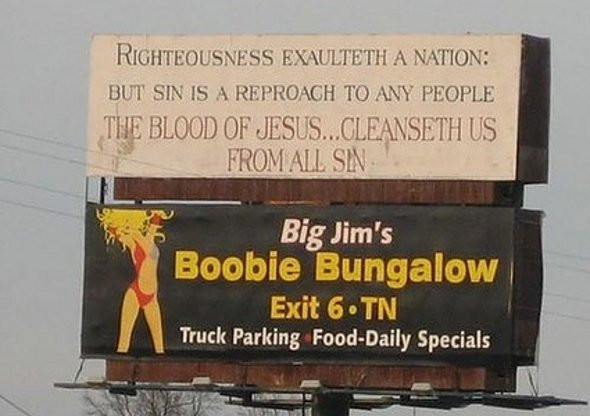 RIGHTEOUSNESS EXAULTETH A NATION:
BUT SIN IS A REPROACH TO ANY PEOPLE
THE BLOOD OF JESUS...CLEANSETH US
FROM ALL SIN
Big Jim's
Boobie Bungalow
Exit 6•TN
Truck Parking•Food-Daily Specials